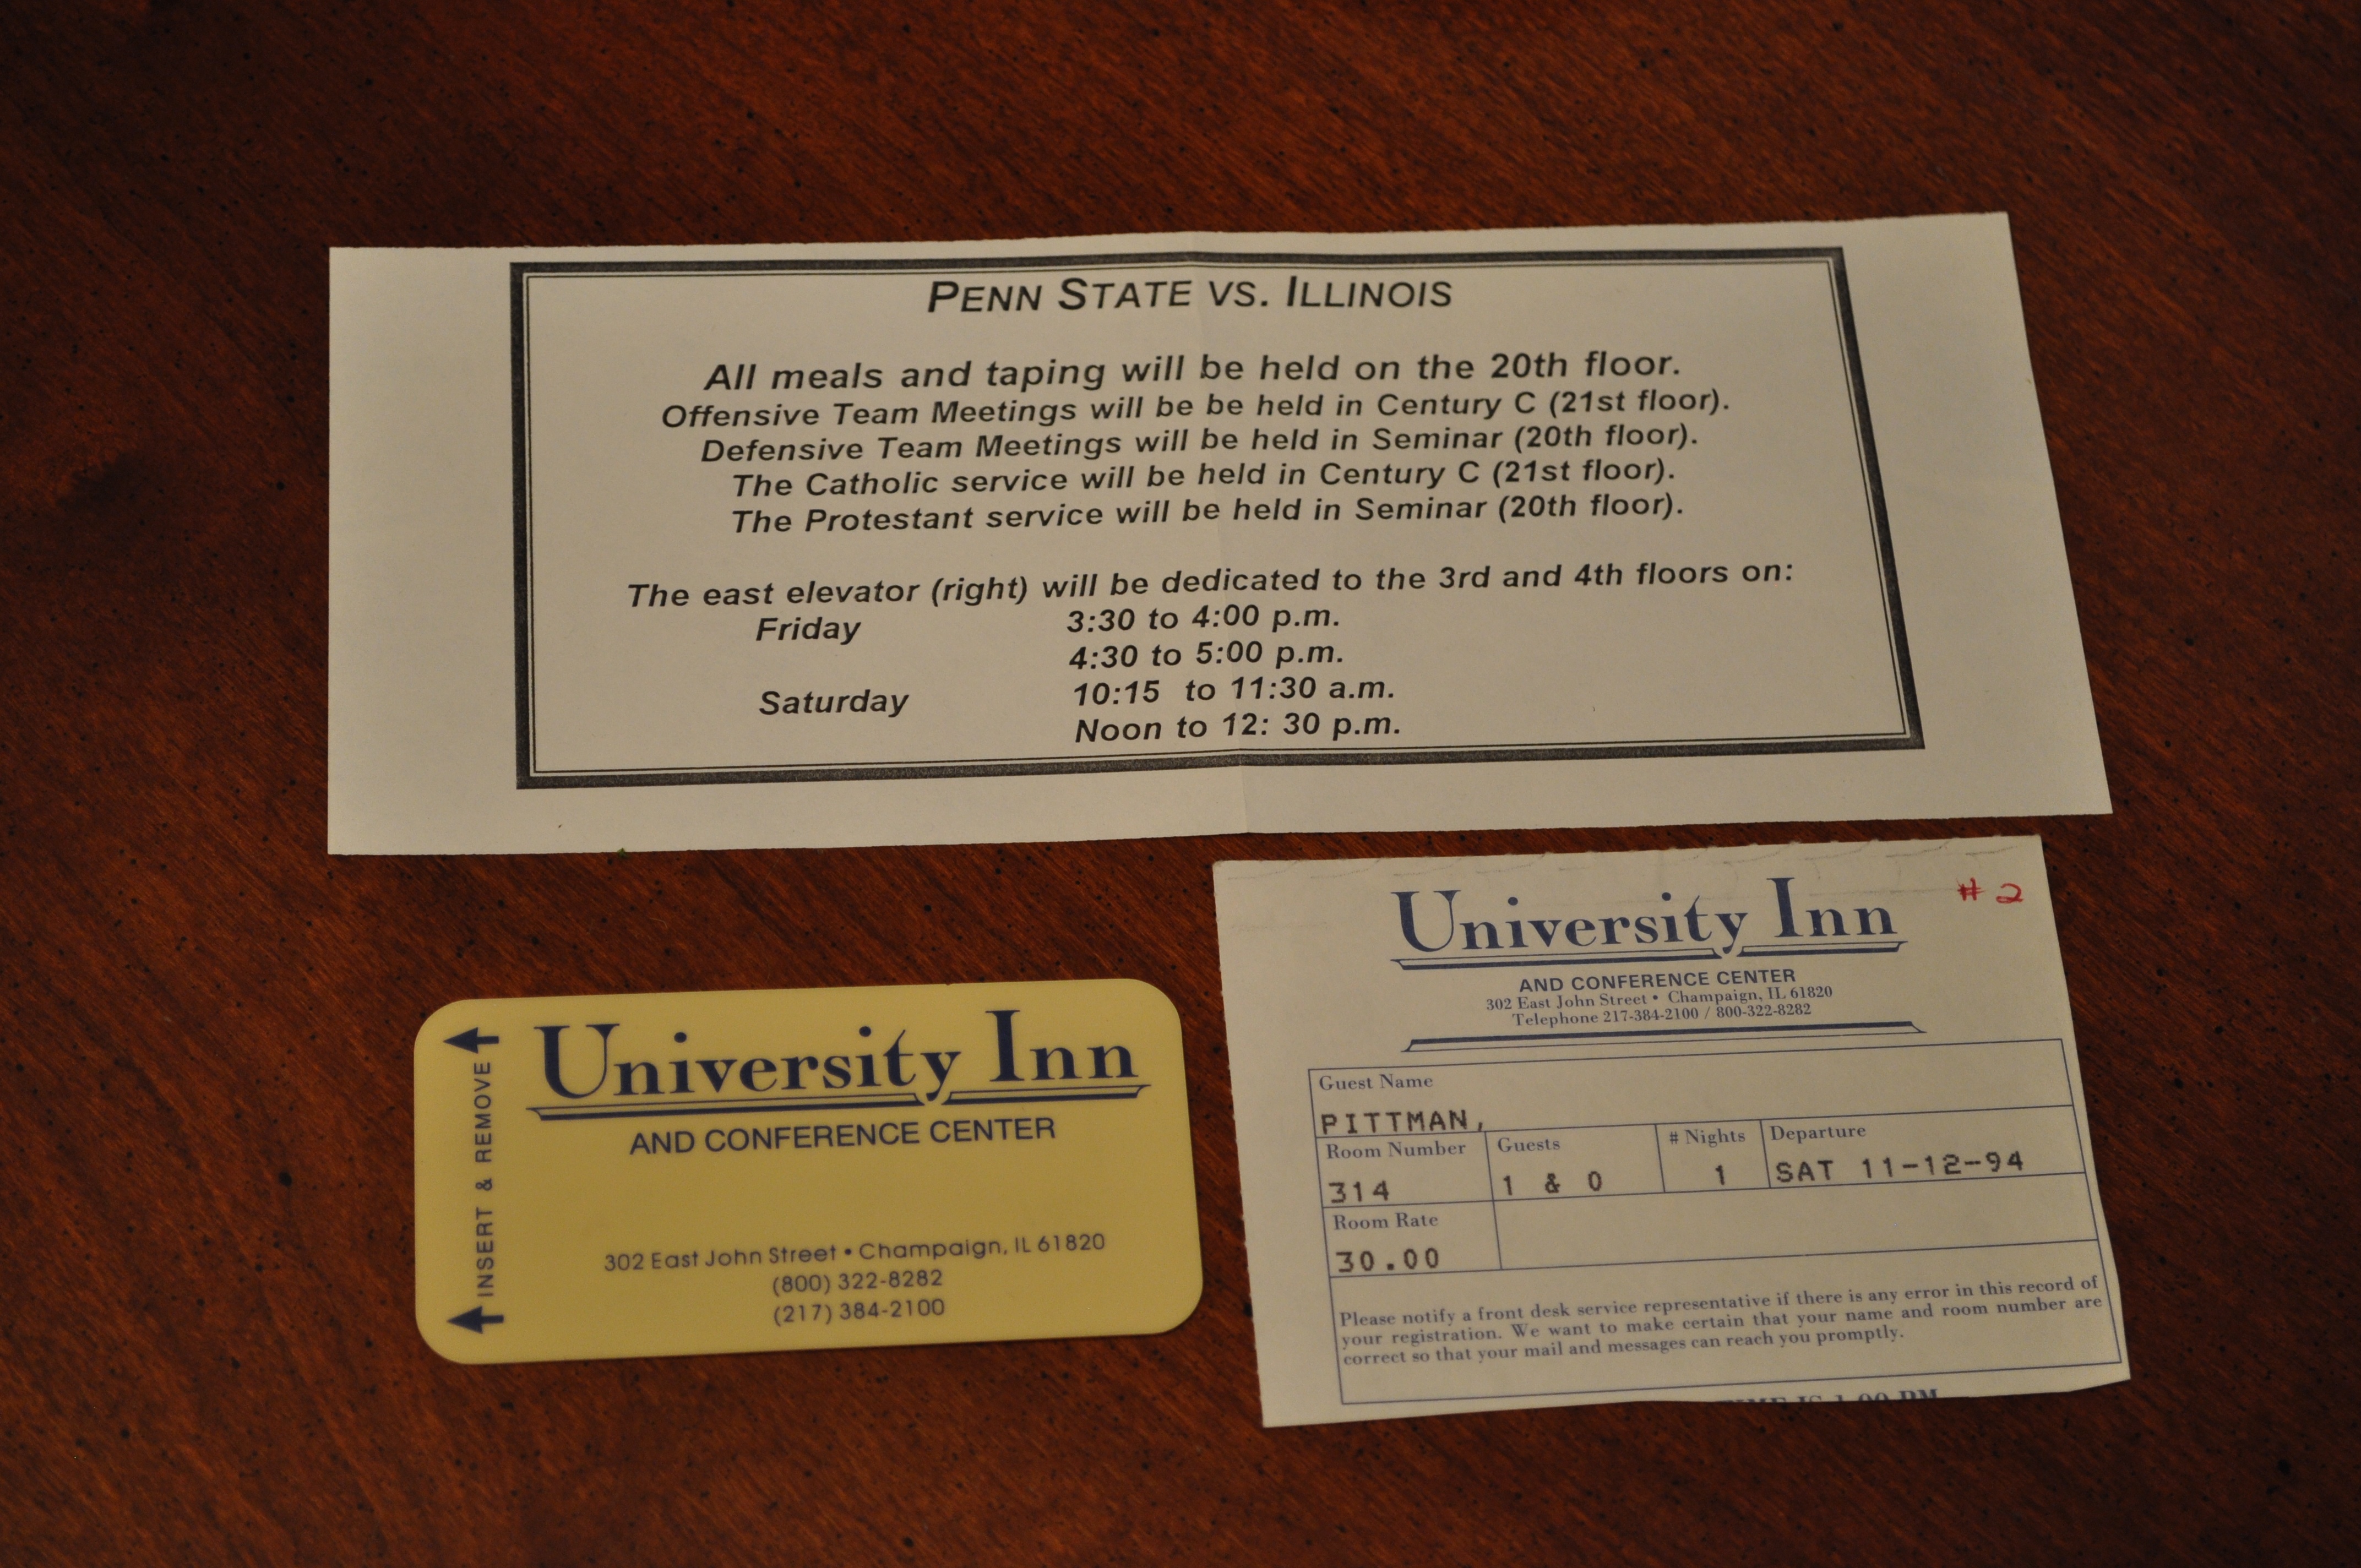 PENN STATE VS. ILLINOIS
All meals and taping will be held on the 20th floor.
Offensive Team Meetings will be be held in Century C (21st floor).
Defensive Team Meetings will be held in Seminar (20th floor).
The Catholic service will be held in Century C (21st floor).
The Protestant service will be held in Seminar (20th floor).
The east elevator (right) will be dedicated to the 3rd and 4th floors on:
Friday 3:30 to 4:00 p.m.
4:30 to 5:00 p.m.
Saturday 10:15 to 11:30 a.m.
Noon to 12: 30 p.m.
INSERT & REMOVE
University Inn
AND CONFERENCE CENTER
302 East John Street • Champaign, IL 61820
(800) 322-8282
(217) 384-2100
# 2
University Inn
AND CONFERENCE CENTER
302 East John Street • Champaign, IL 61820
Telephone 217-384-2100 / 800-322-8282
Guest Name
PITTMAN,
Room Number Guests # Nights Departure
314 1 & 0 1 SAT 11-12-94
Room Rate
30.00
Please notify a front desk service representative if there is any error in this record of
your registration. We want to make certain that your name and room number are
correct so that your mail and messages can reach you promptly.
IS 1:00 PM